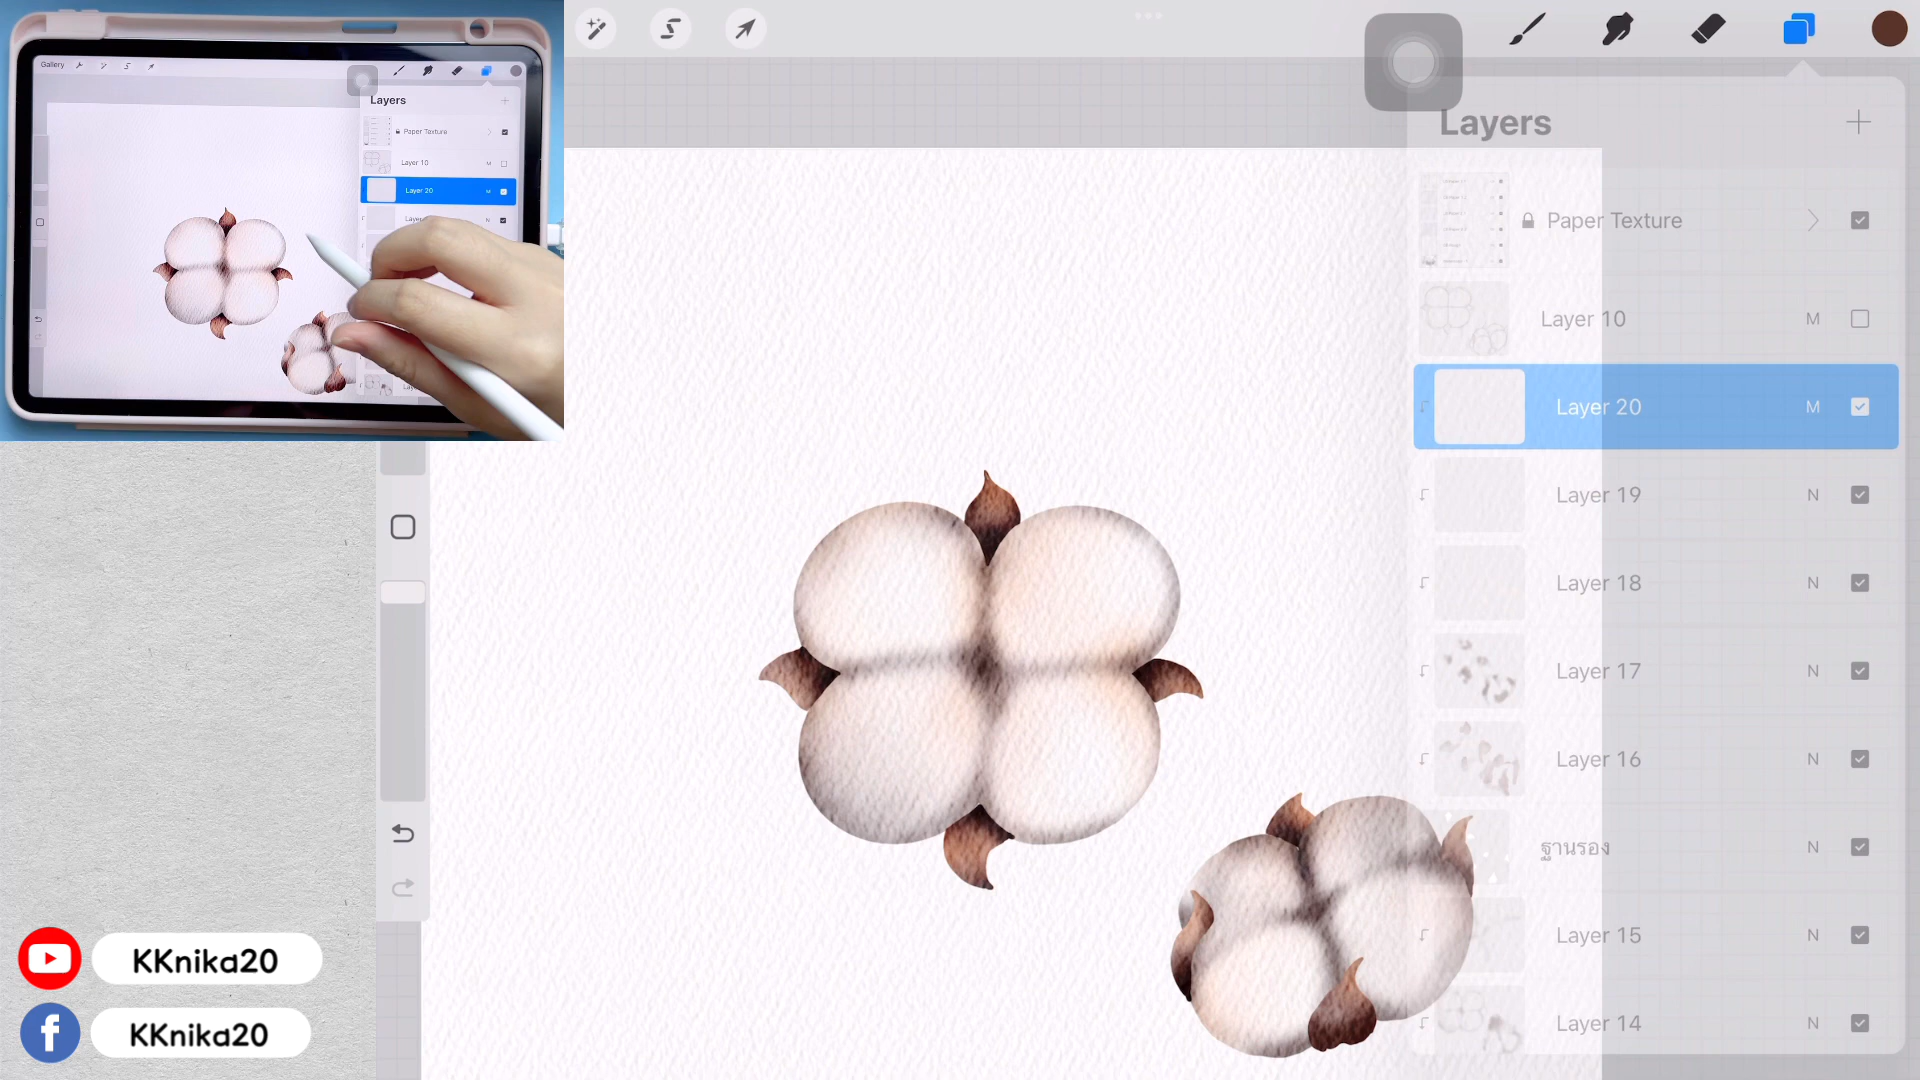 Gallery
Layers
Paper Texture
Layer 10 M
Layer 20 M
Layers
Paper Texture
Layer 10 M
Layer 20 M
Layer 19 N
Layer 18 N
Layer 17 N
Layer 16 N
ฐานรอง N
Layer 15 N
Layer 14 N
KKnika20
KKnika20